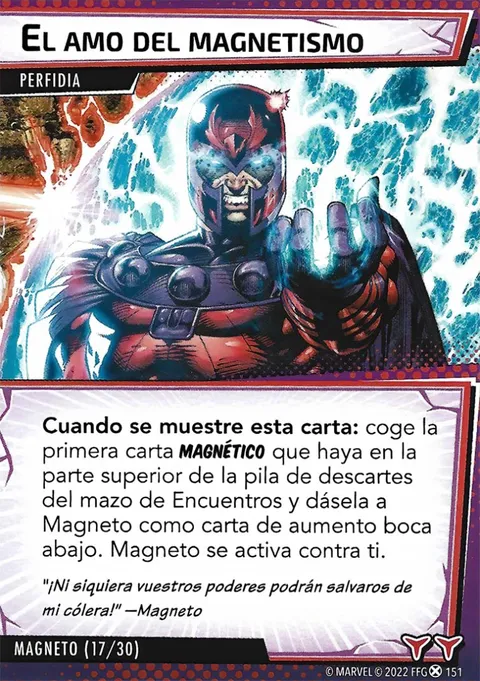 El amo del magnetismo
PERFIDIA
Cuando se muestre esta carta: coge la
primera carta MAGNÉTICO que haya en la
parte superior de la pila de descartes
del mazo de Encuentros y dásela a
Magneto como carta de aumento boca
abajo. Magneto se activa contra ti.
"¡Ni siquiera vuestros poderes podrán salvaros de
mi cólera!" —Magneto
MAGNETO (17/30)
© MARVEL © 2022 FFG 151